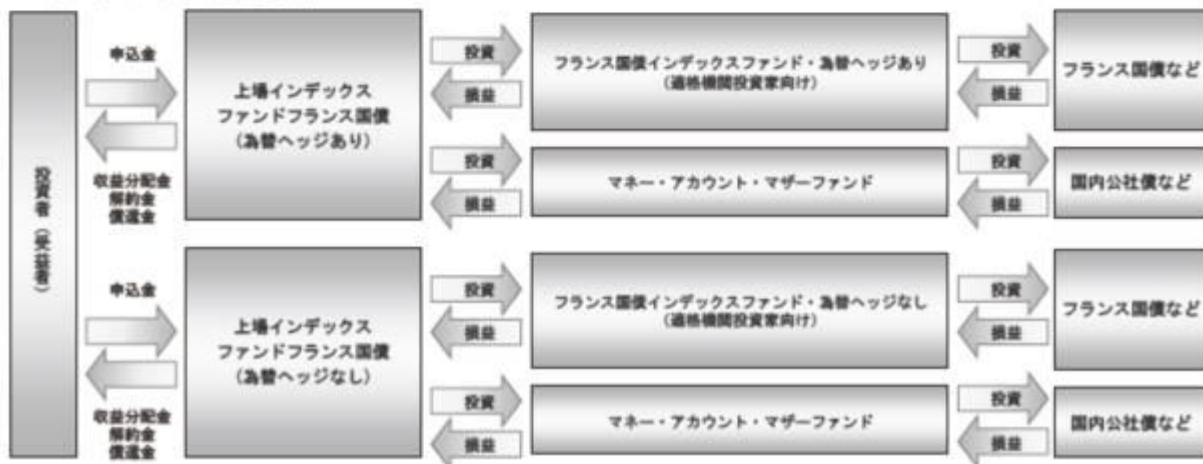 投資者（受益者）
申込金
収益分配金
解約金
償還金
上場インデックス
ファンドフランス国債
（為替ヘッジあり）
投資
損益
フランス国債インデックスファンド・為替ヘッジあり
（適格機関投資家向け）
投資
損益
フランス国債など
投資
損益
マネー・アカウント・マザーファンド
投資
損益
国内公社債など
申込金
収益分配金
解約金
償還金
上場インデックス
ファンドフランス国債
（為替ヘッジなし）
投資
損益
フランス国債インデックスファンド・為替ヘッジなし
（適格機関投資家向け）
投資
損益
フランス国債など
投資
損益
マネー・アカウント・マザーファンド
投資
損益
国内公社債など